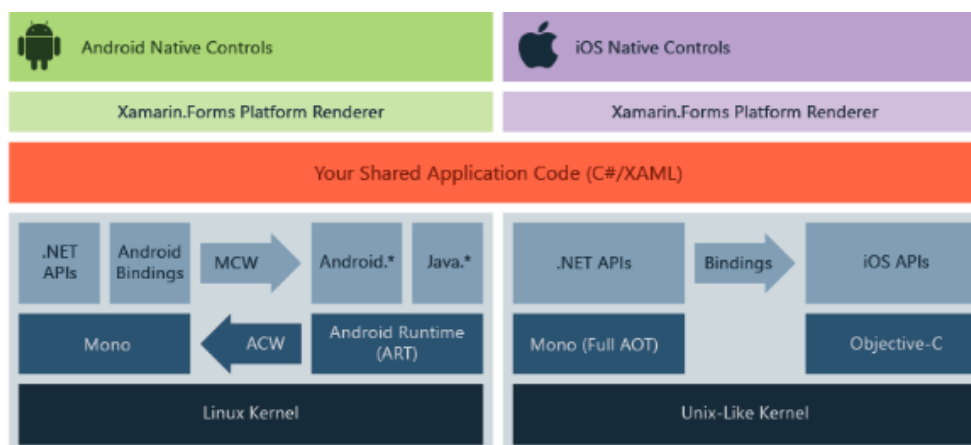 Android Native Controls
iOS Native Controls
Xamarin.Forms Platform Renderer
Xamarin.Forms Platform Renderer
Your Shared Application Code (C#/XAML)
.NET
APIs
Android
Bindings
MCW
Android.*
Java.*
.NET APIs
Bindings
iOS APIs
Mono
ACW
Android Runtime
(ART)
Mono (Full AOT)
Objective-C
Linux Kernel
Unix-Like Kernel